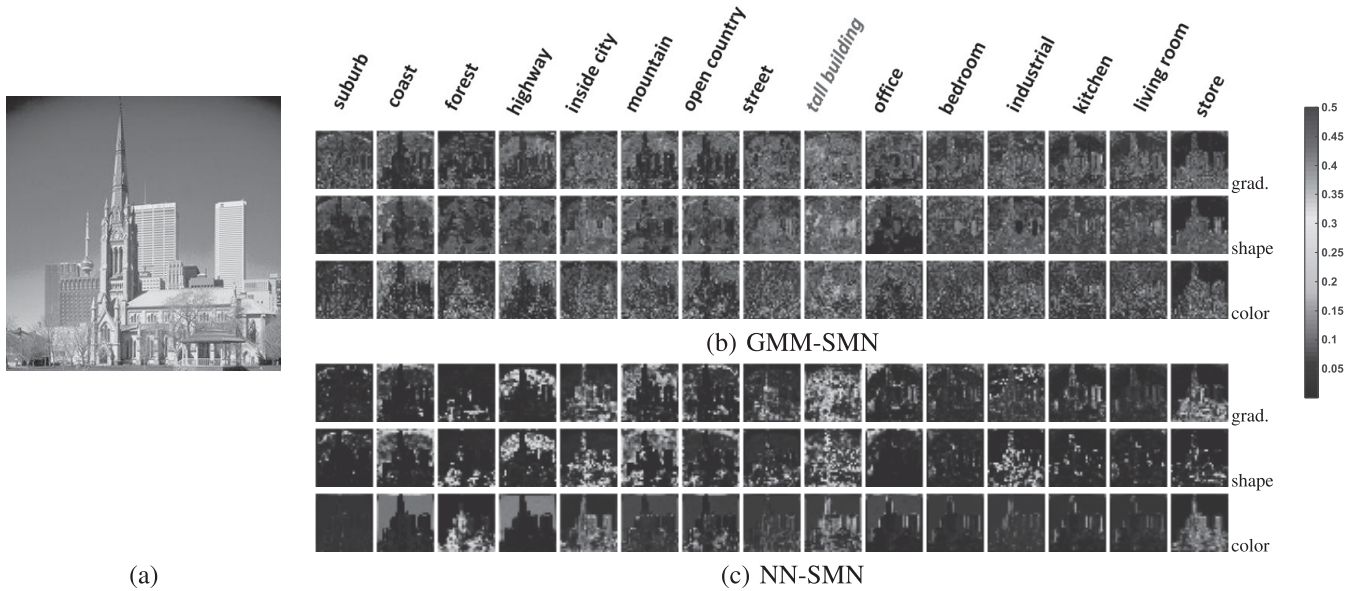 suburb
coast
forest
highway
inside city
mountain
open country
street
tall building
office
bedroom
industrial
kitchen
living room
store
grad.
shape
color
(b) GMM-SMN
grad.
shape
color
(a)
(c) NN-SMN
0.5
0.45
0.4
0.35
0.3
0.25
0.2
0.15
0.1
0.05